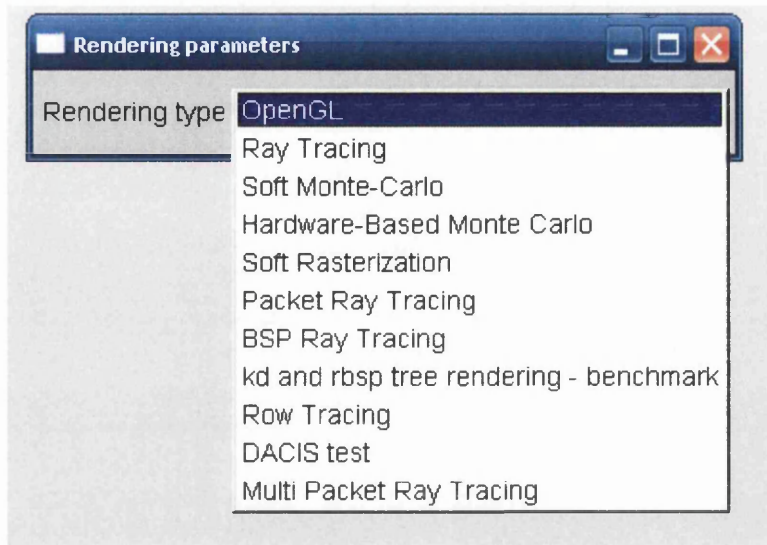 Rendering parameters
Rendering type OpenGL
Ray Tracing
Soft Monte-Carlo
Hardware-Based Monte Carlo
Soft Rasterization
Packet Ray Tracing
BSP Ray Tracing
kd and rbsp tree rendering - benchmark
Row Tracing
DACIS test
Multi Packet Ray Tracing